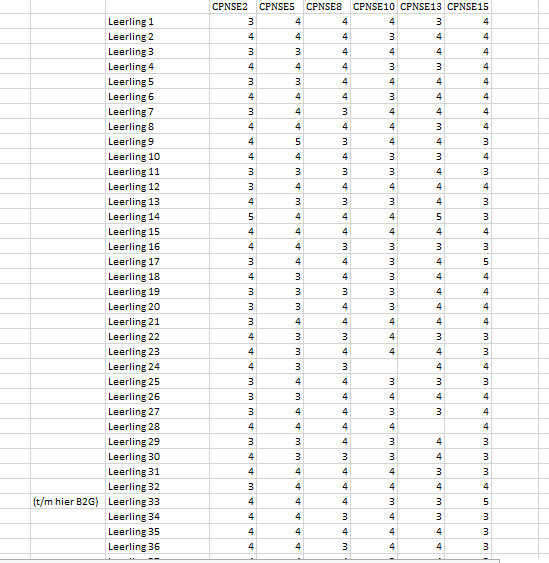 CPNSE2 CPNSE5 CPNSE8 CPNSE10 CPNSE13 CPNSE15
Leerling 1 3 4 4 4 3 4
Leerling 2 4 4 4 3 4 4
Leerling 3 3 3 4 4 4 4
Leerling 4 4 4 4 3 3 4
Leerling 5 3 3 4 4 4 4
Leerling 6 4 4 4 3 4 4
Leerling 7 3 4 3 4 4 4
Leerling 8 4 4 4 4 3 4
Leerling 9 4 5 3 4 4 3
Leerling 10 4 4 4 3 3 4
Leerling 11 3 3 3 3 4 3
Leerling 12 3 4 4 4 4 4
Leerling 13 4 3 3 3 4 3
Leerling 14 5 4 4 4 5 3
Leerling 15 4 4 4 4 4 4
Leerling 16 4 4 3 3 3 3
Leerling 17 3 4 4 3 4 5
Leerling 18 4 3 4 3 4 4
Leerling 19 3 3 3 3 4 4
Leerling 20 3 3 4 3 4 4
Leerling 21 3 4 4 4 4 4
Leerling 22 4 3 3 4 3 3
Leerling 23 4 3 4 4 4 3
Leerling 24 4 3 3 4 4
Leerling 25 3 4 4 3 3 3
Leerling 26 3 3 4 4 4 4
Leerling 27 3 4 4 3 3 4
Leerling 28 4 4 4 4 4
Leerling 29 3 3 4 3 4 3
Leerling 30 4 3 3 3 4 3
Leerling 31 4 4 4 4 3 3
Leerling 32 3 4 4 4 4 4
(t/m hier B2G) Leerling 33 4 4 4 3 3 5
Leerling 34 4 4 3 4 3 3
Leerling 35 4 4 4 4 4 3
Leerling 36 4 4 3 4 4 3